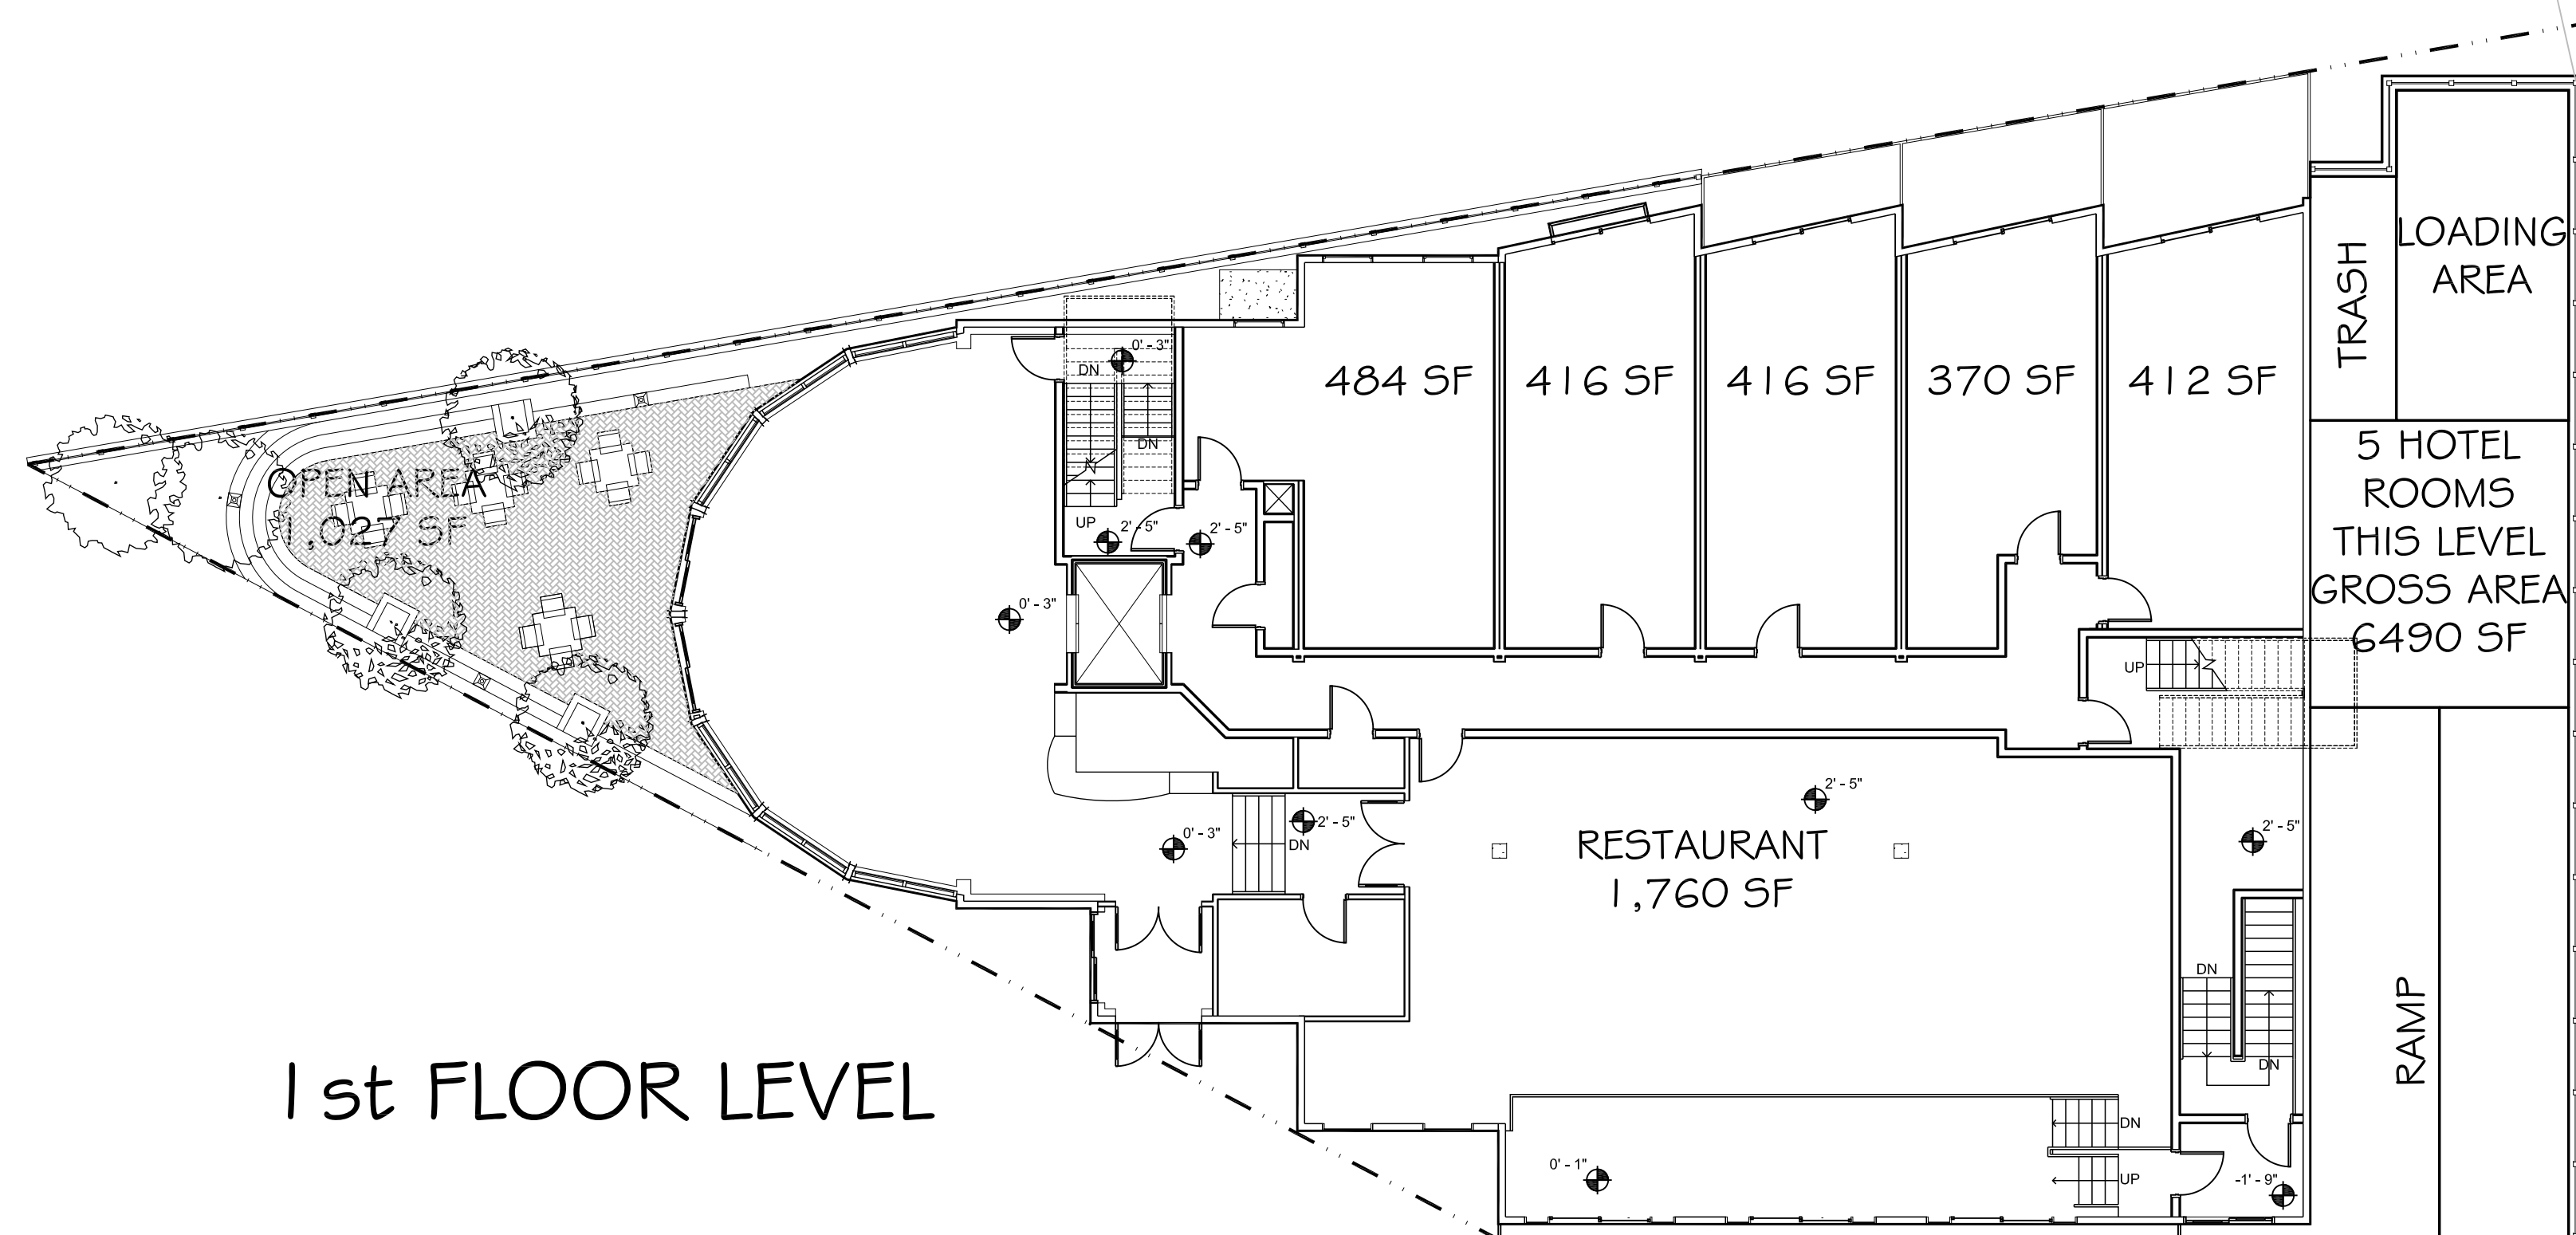 LOADING
AREA
TRASH
0' - 3"
DN
484 SF
416 SF
416 SF
370 SF
412 SF
DN
5 HOTEL
ROOMS
THIS LEVEL
GROSS AREA
6490 SF
OPEN AREA
1,027 SF
UP
2' - 5"
2' - 5"
0' - 3"
UP
2' - 5"
RESTAURANT
1,760 SF
0' - 3"
2' - 5"
DN
2' - 5"
DN
DN
RAMP
1st FLOOR LEVEL
DN
0' - 1"
UP
-1' - 9"